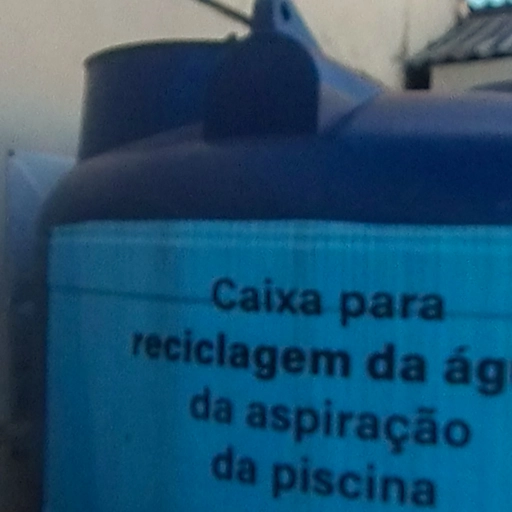 Caixa para
reciclagem da ág
da aspiração
da piscina